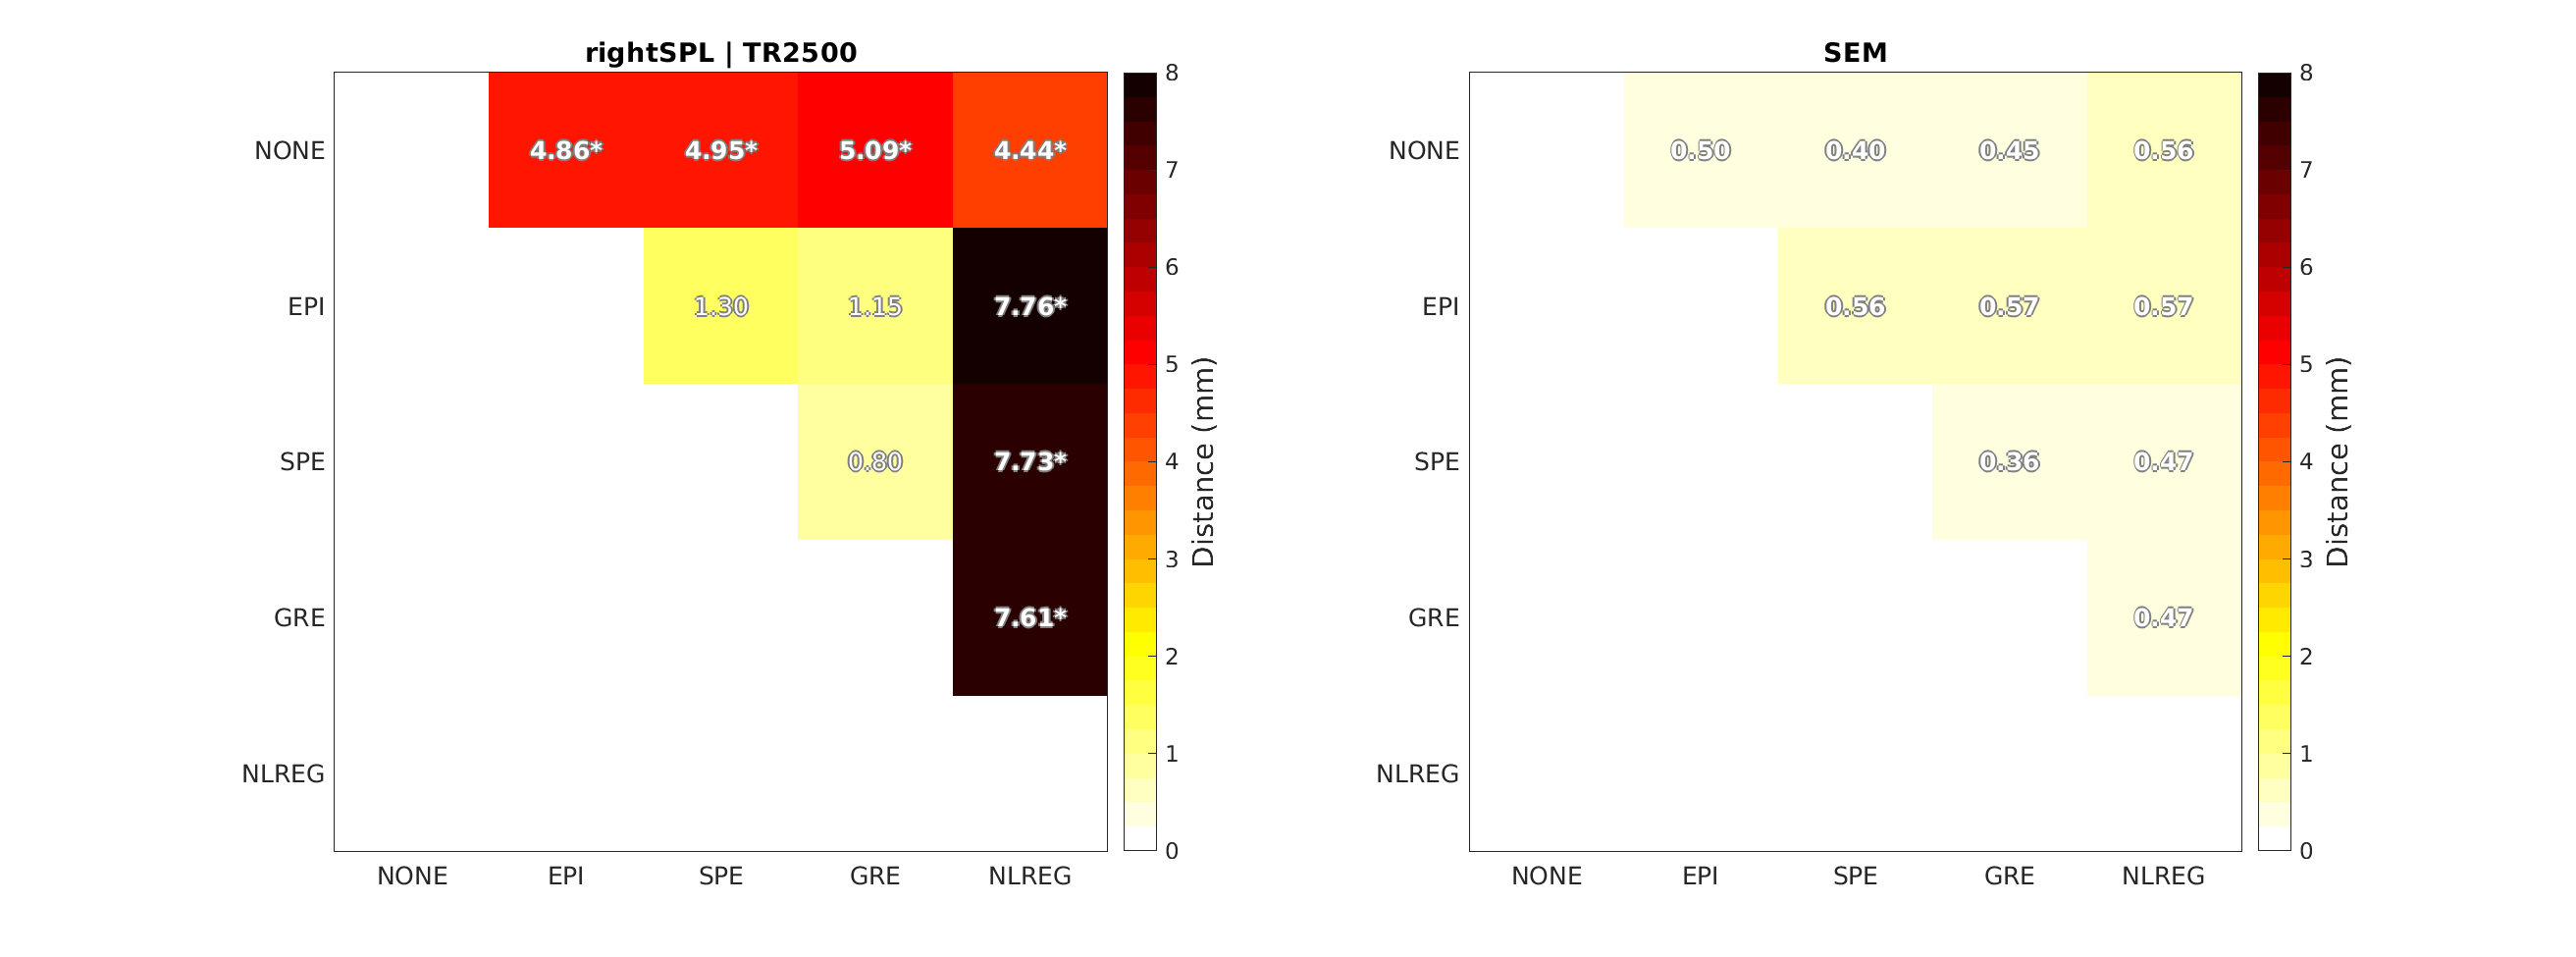 rightSPL | TR2500
NONE 4.86* 4.95* 5.09* 4.44*
EPI 1.30 1.15 7.76*
SPE 0.80 7.73*
GRE 7.61*
NLREG
NONE EPI SPE GRE NLREG
8
7
6
5
4
3
2
1
0
Distance (mm)
SEM
NONE 0.50 0.40 0.45 0.56
EPI 0.56 0.57 0.57
SPE 0.36 0.47
GRE 0.47
NLREG
NONE EPI SPE GRE NLREG
8
7
6
5
4
3
2
1
0
Distance (mm)